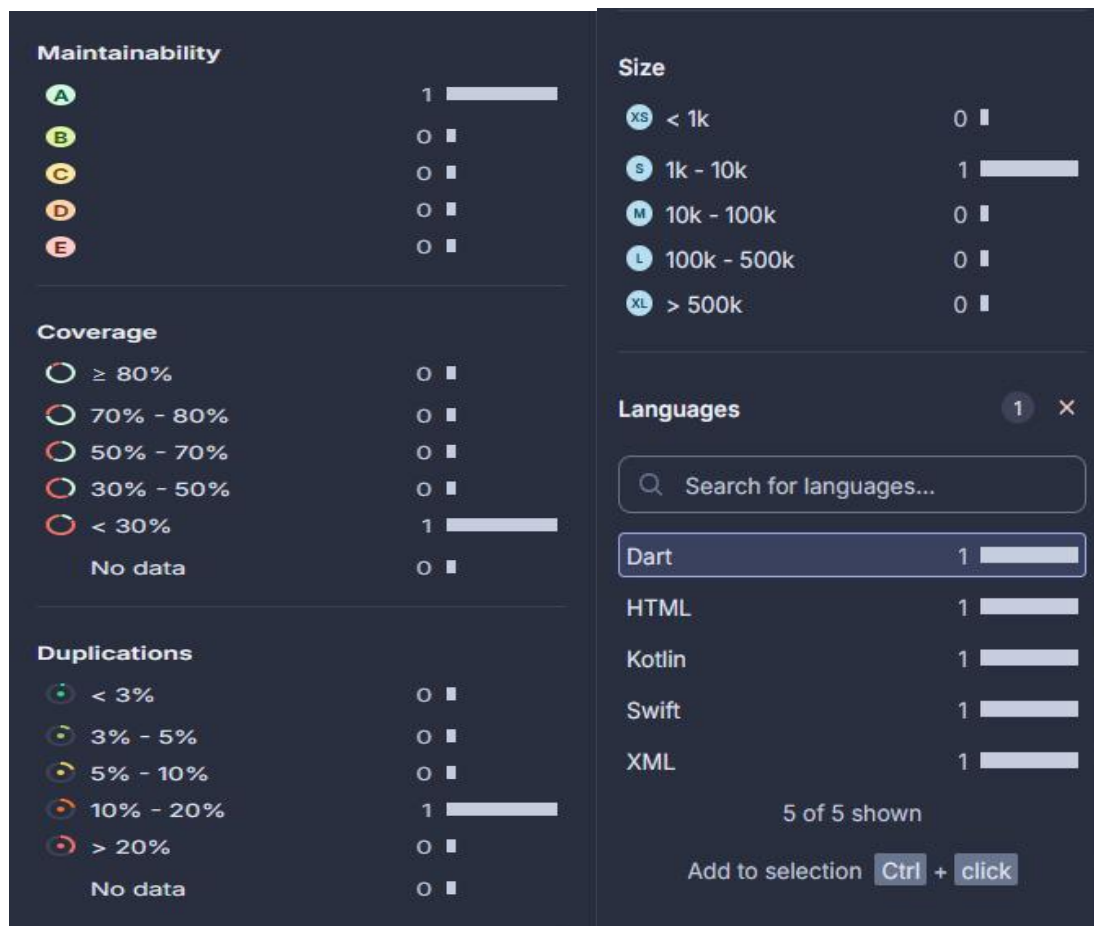 Maintainability
A 1
B 0
C 0
D 0
E 0
Coverage
≥ 80% 0
70% - 80% 0
50% - 70% 0
30% - 50% 0
< 30% 1
No data 0
Duplications
< 3% 0
3% - 5% 0
5% - 10% 0
10% - 20% 1
> 20% 0
No data 0
Size
XS < 1k 0
S 1k - 10k 1
M 10k - 100k 0
L 100k - 500k 0
XL > 500k 0
Languages 1 ×
Search for languages...
Dart 1
HTML 1
Kotlin 1
Swift 1
XML 1
5 of 5 shown
Add to selection Ctrl + click